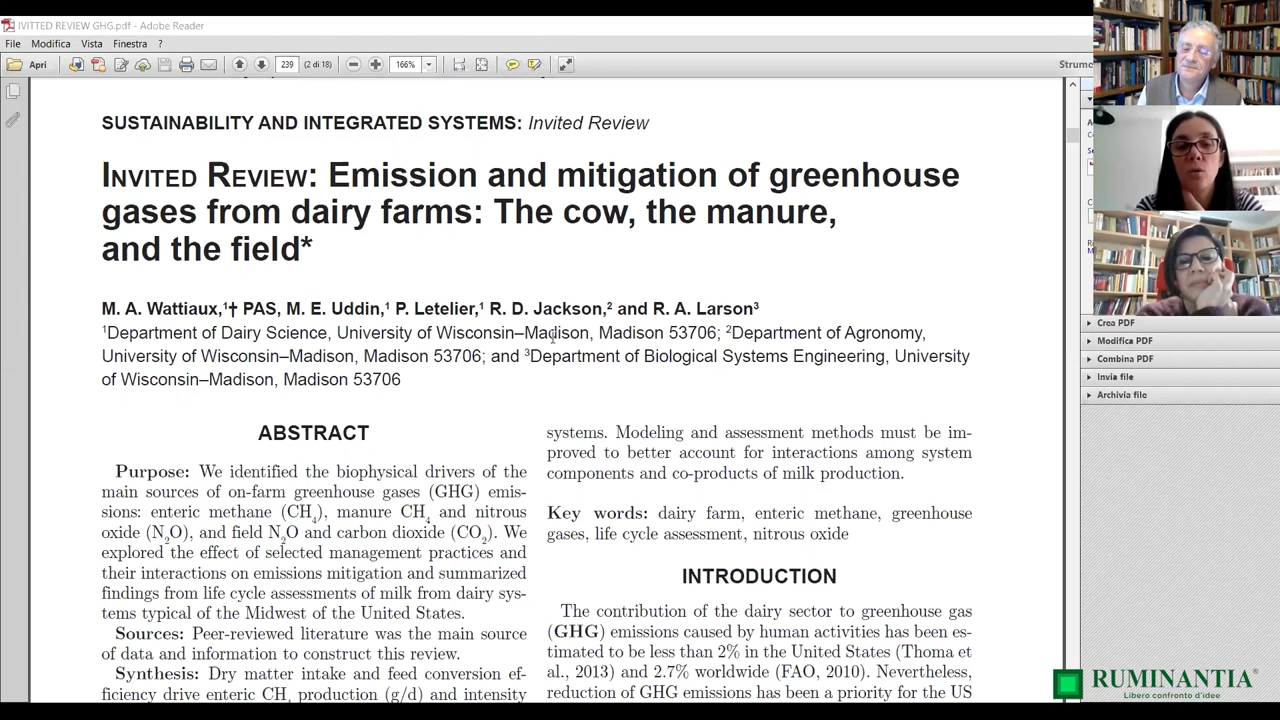 IVITTED REVIEW GHG.pdf - Adobe Reader
File Modifica Vista Finestra ?
Apri 239 (2 di 18) 166% Strume
SUSTAINABILITY AND INTEGRATED SYSTEMS: Invited Review
INVITED REVIEW: Emission and mitigation of greenhouse
gases from dairy farms: The cow, the manure,
and the field*
M. A. Wattiaux,¹† PAS, M. E. Uddin,¹ P. Letelier,¹ R. D. Jackson,² and R. A. Larson³
¹Department of Dairy Science, University of Wisconsin–Madison, Madison 53706; ²Department of Agronomy,
University of Wisconsin–Madison, Madison 53706; and ³Department of Biological Systems Engineering, University
of Wisconsin–Madison, Madison 53706
ABSTRACT
Purpose: We identified the biophysical drivers of the
main sources of on-farm greenhouse gases (GHG) emis-
sions: enteric methane (CH₄), manure CH₄ and nitrous
oxide (N₂O), and field N₂O and carbon dioxide (CO₂). We
explored the effect of selected management practices and
their interactions on emissions mitigation and summarized
findings from life cycle assessments of milk from dairy sys-
tems typical of the Midwest of the United States.
Sources: Peer-reviewed literature was the main source
of data and information to construct this review.
Synthesis: Dry matter intake and feed conversion ef-
ficiency drive enteric CH₄ production (g/d) and intensity
systems. Modeling and assessment methods must be im-
proved to better account for interactions among system
components and co-products of milk production.
Key words: dairy farm, enteric methane, greenhouse
gases, life cycle assessment, nitrous oxide
INTRODUCTION
The contribution of the dairy sector to greenhouse gas
(GHG) emissions caused by human activities has been es-
timated to be less than 2% in the United States (Thoma
et al., 2013) and 2.7% worldwide (FAO, 2010). Nevertheless,
reduction of GHG emissions has been a priority for the US
Crea PDF
Modifica PDF
Combina PDF
Invia file
Archivia file
RUMINANTIA®
Libero confronto d'idee